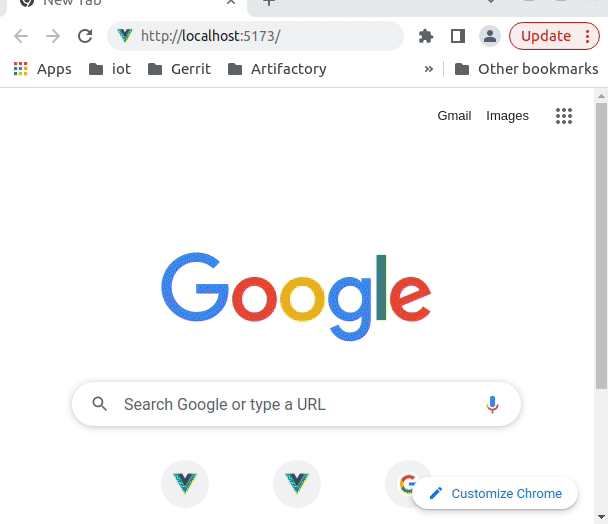 New Tab
http://localhost:5173/
Update
Apps
iot
Gerrit
Artifactory
»
Other bookmarks
Gmail
Images
Google
Search Google or type a URL
Customize Chrome